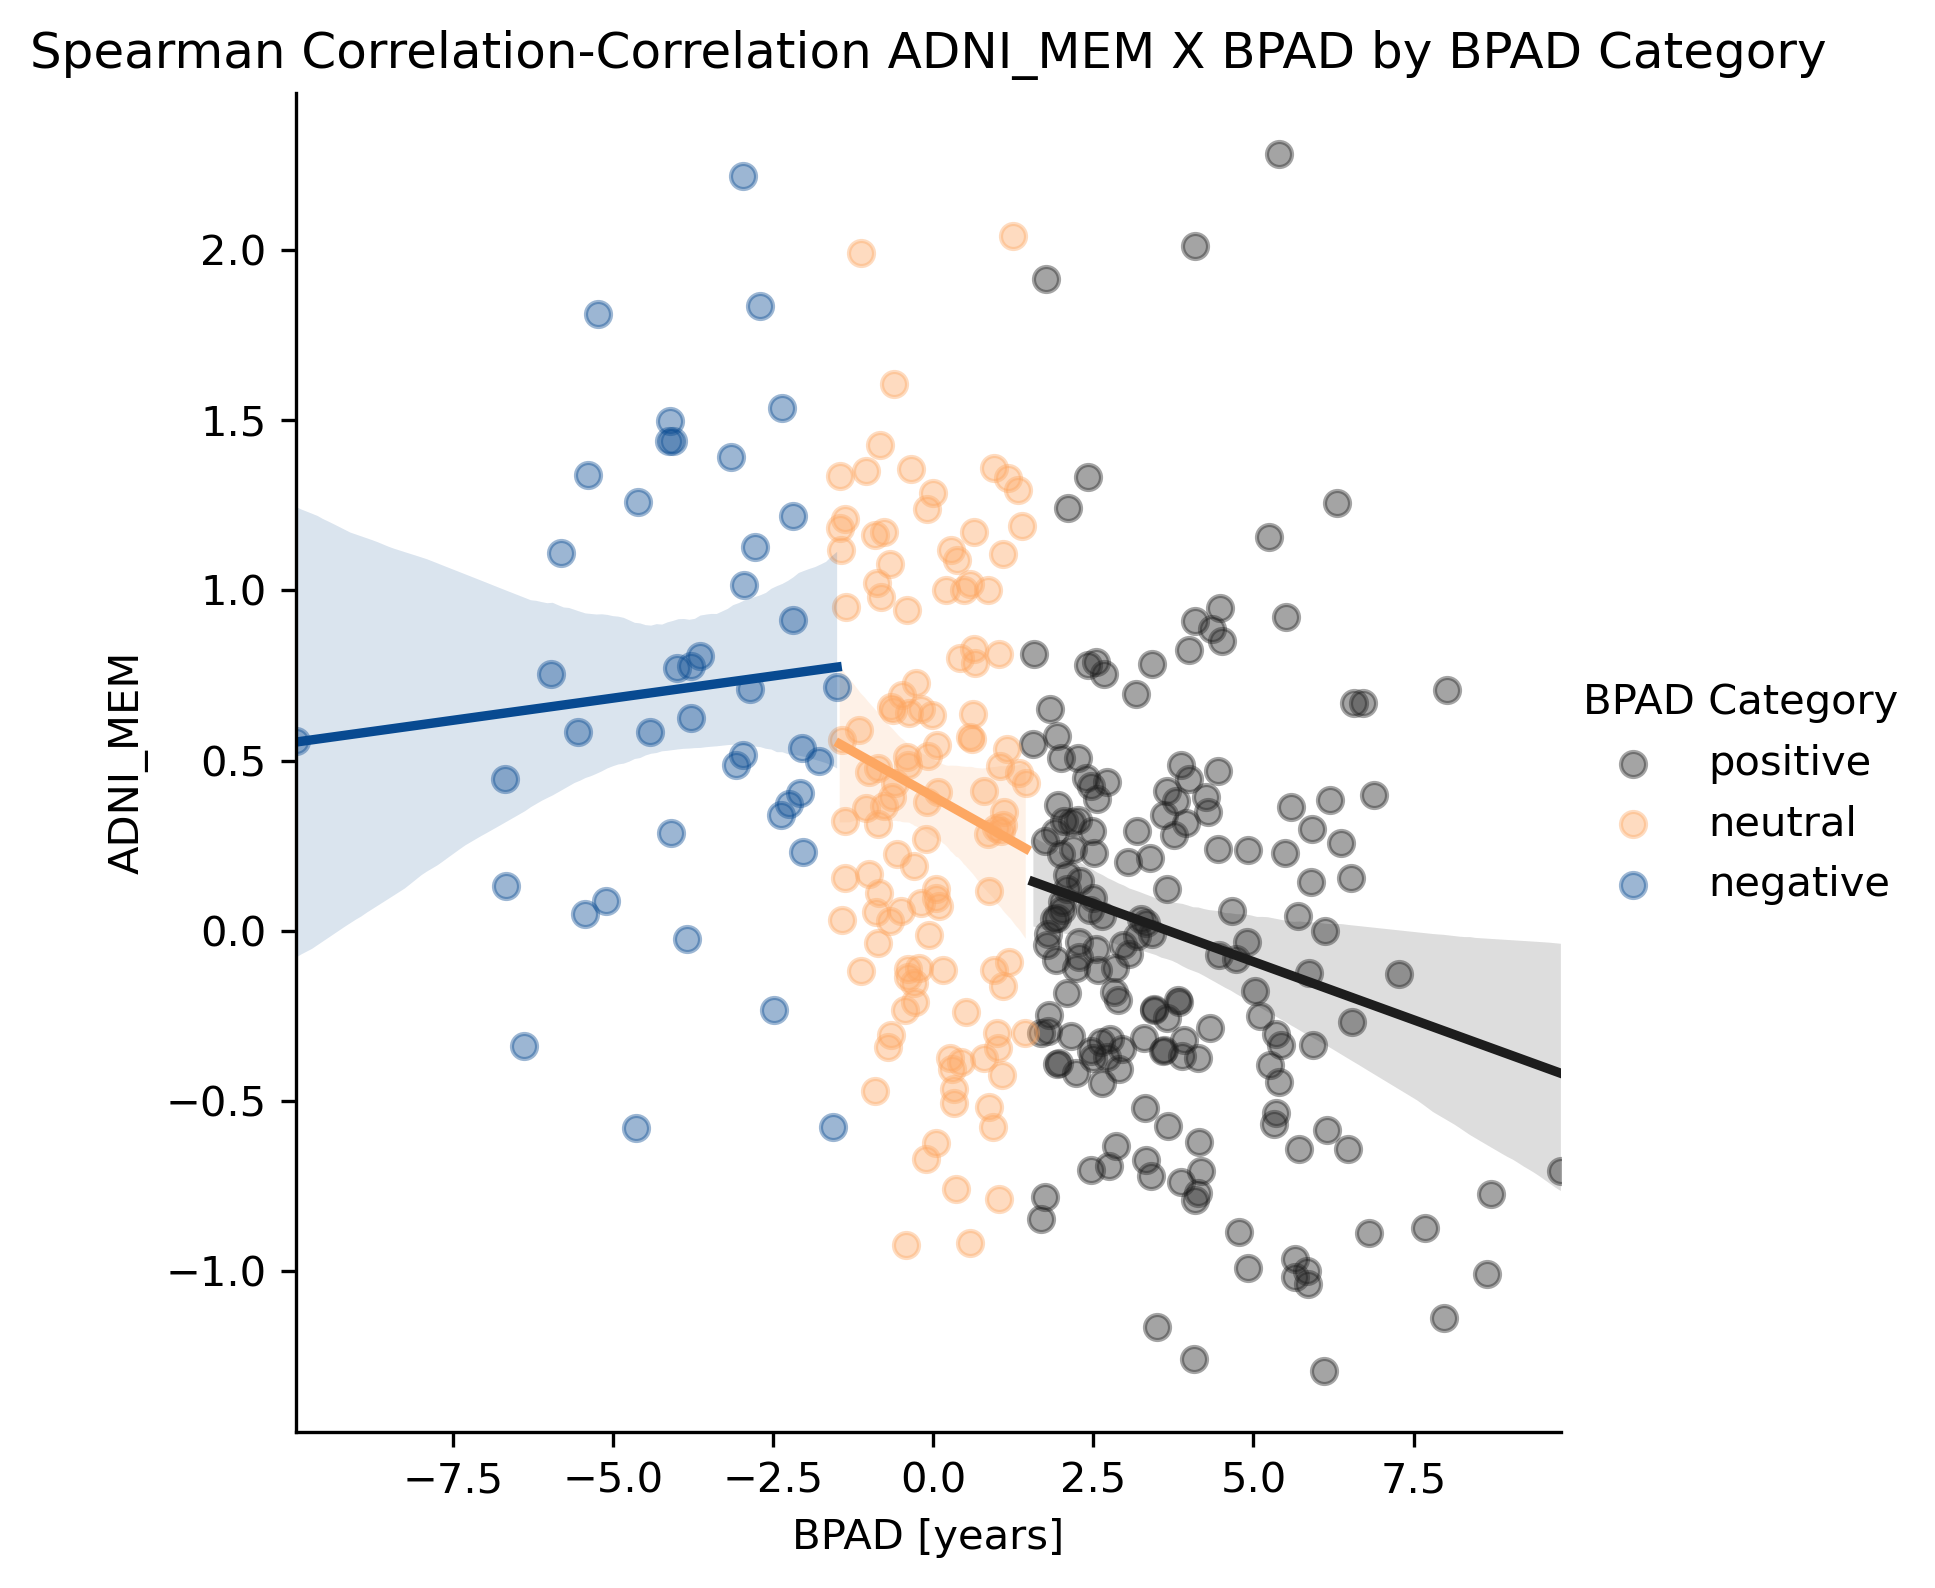 Spearman Correlation-Correlation ADNI_MEM X BPAD by BPAD Category
2.0
1.5
1.0
0.5
0.0
−0.5
−1.0
ADNI_MEM
−7.5
−5.0
−2.5
0.0
2.5
5.0
7.5
BPAD [years]
BPAD Category
positive
neutral
negative